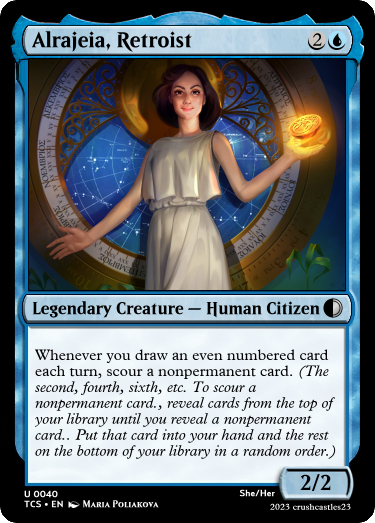 Alrajeia, Retroist 2
Legendary Creature — Human Citizen
Whenever you draw an even numbered card
each turn, scour a nonpermanent card. (The
second, fourth, sixth, etc. To scour a
nonpermanent card., reveal cards from the top of
your library until you reveal a nonpermanent
card.. Put that card into your hand and the rest
on the bottom of your library in a random order.)
2/2
U 0040
TCS • EN Maria Poliakova
She/Her
2023 crushcastles23